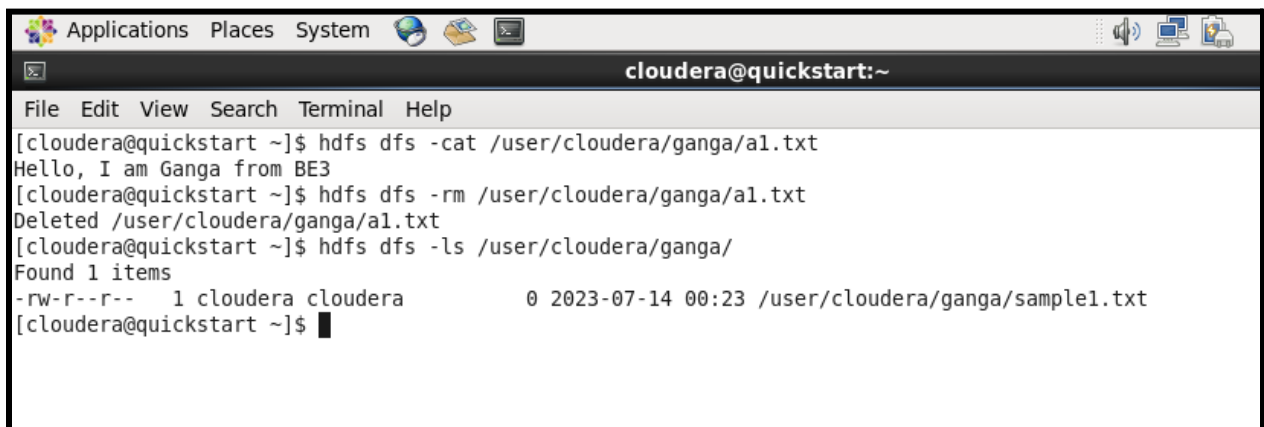 Applications Places System
cloudera@quickstart:~
File Edit View Search Terminal Help
[cloudera@quickstart ~]$ hdfs dfs -cat /user/cloudera/ganga/a1.txt
Hello, I am Ganga from BE3
[cloudera@quickstart ~]$ hdfs dfs -rm /user/cloudera/ganga/a1.txt
Deleted /user/cloudera/ganga/a1.txt
[cloudera@quickstart ~]$ hdfs dfs -ls /user/cloudera/ganga/
Found 1 items
-rw-r--r--   1 cloudera cloudera          0 2023-07-14 00:23 /user/cloudera/ganga/sample1.txt
[cloudera@quickstart ~]$